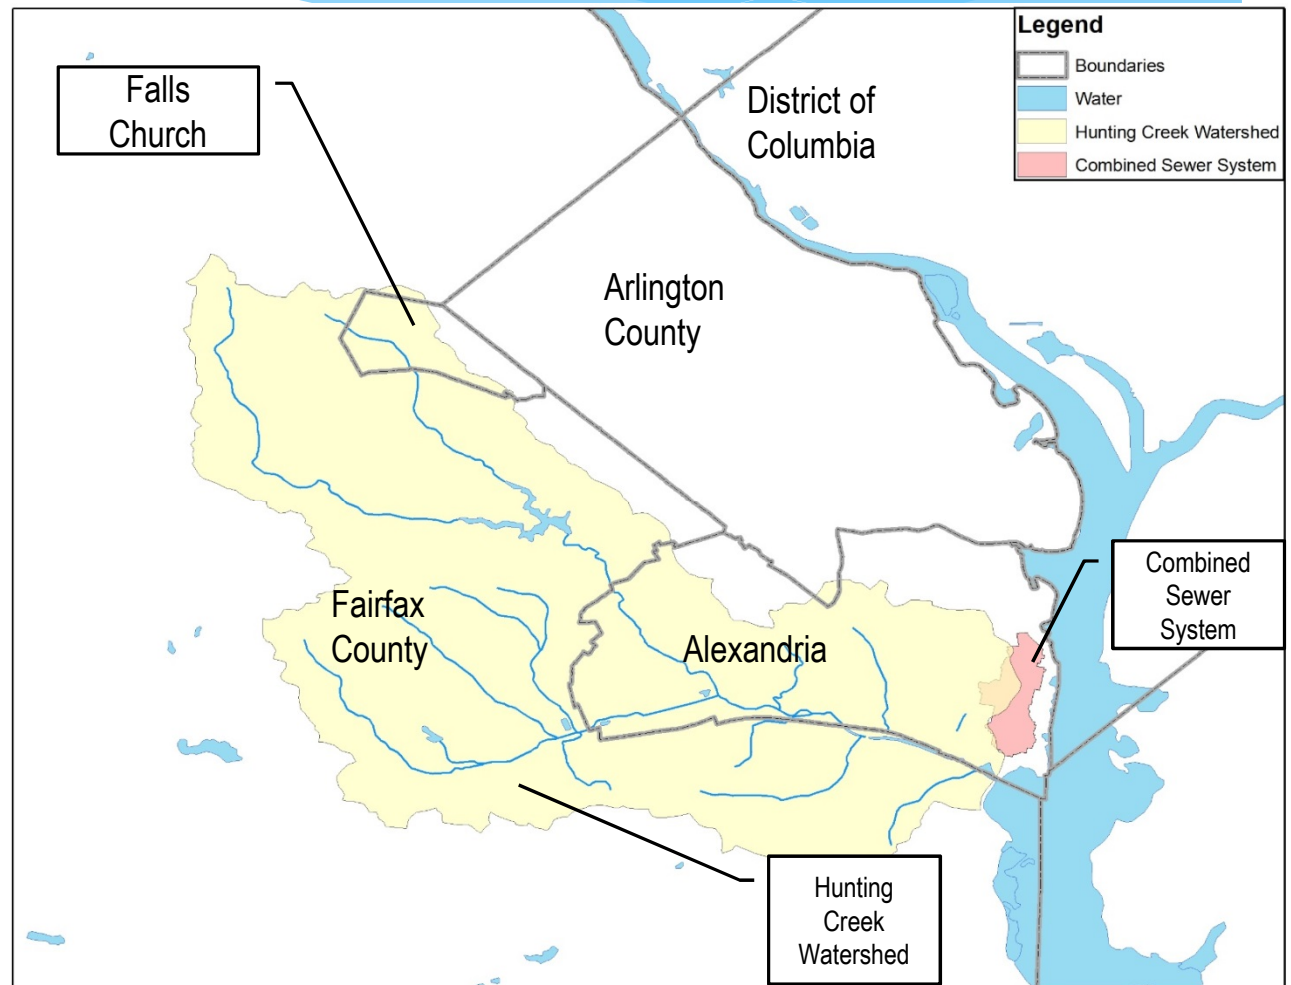 Legend
Boundaries
Water
Hunting Creek Watershed
Combined Sewer System
Falls
Church
District of
Columbia
Arlington
County
Combined
Sewer
System
Fairfax
County
Alexandria
Hunting
Creek
Watershed